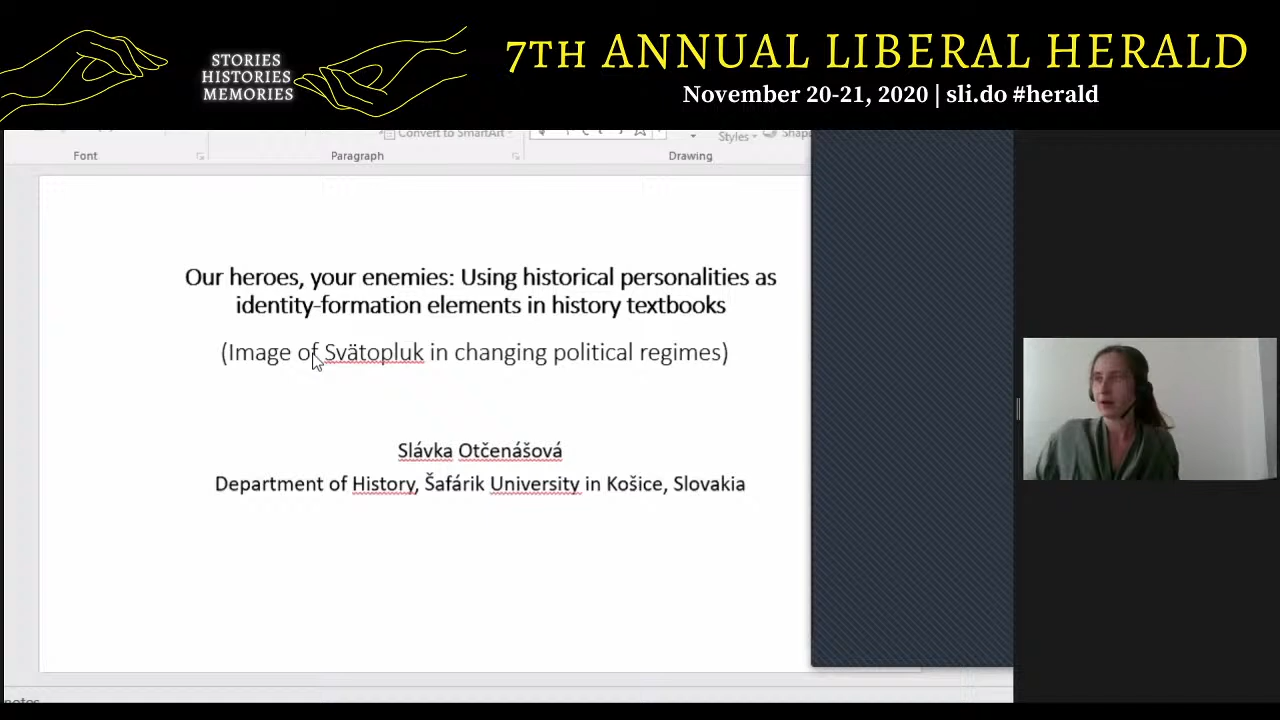 STORIES
HISTORIES
MEMORIES
7TH ANNUAL LIBERAL HERALD
November 20-21, 2020 | sli.do #herald
Convert to SmartArt
Styles
Font
Paragraph
Drawing
Our heroes, your enemies: Using historical personalities as
identity-formation elements in history textbooks
(Image of Svätopluk in changing political regimes)
Slávka Otčenášová
Department of History, Šafárik University in Košice, Slovakia